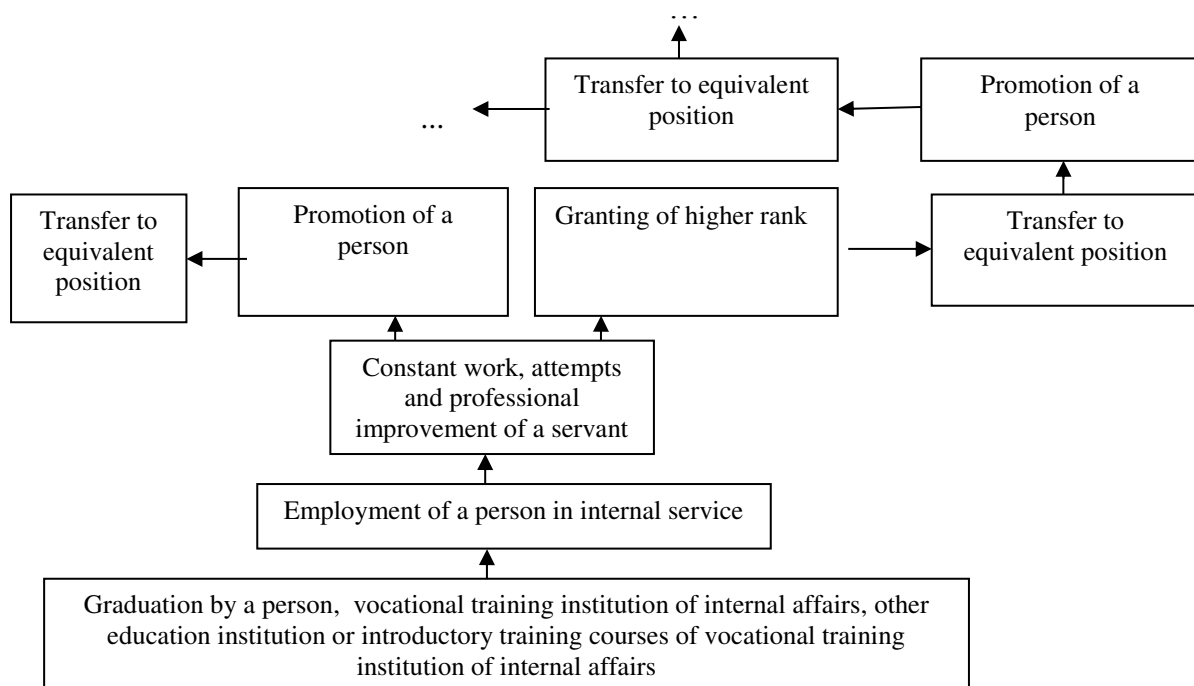 …
Transfer to equivalent
position
Promotion of a
person
...
Transfer to
equivalent
position
Promotion of a
person
Granting of higher rank
Transfer to
equivalent position
Constant work, attempts
and professional
improvement of a servant
Employment of a person in internal service
Graduation by a person, vocational training institution of internal affairs, other
education institution or introductory training courses of vocational training
institution of internal affairs